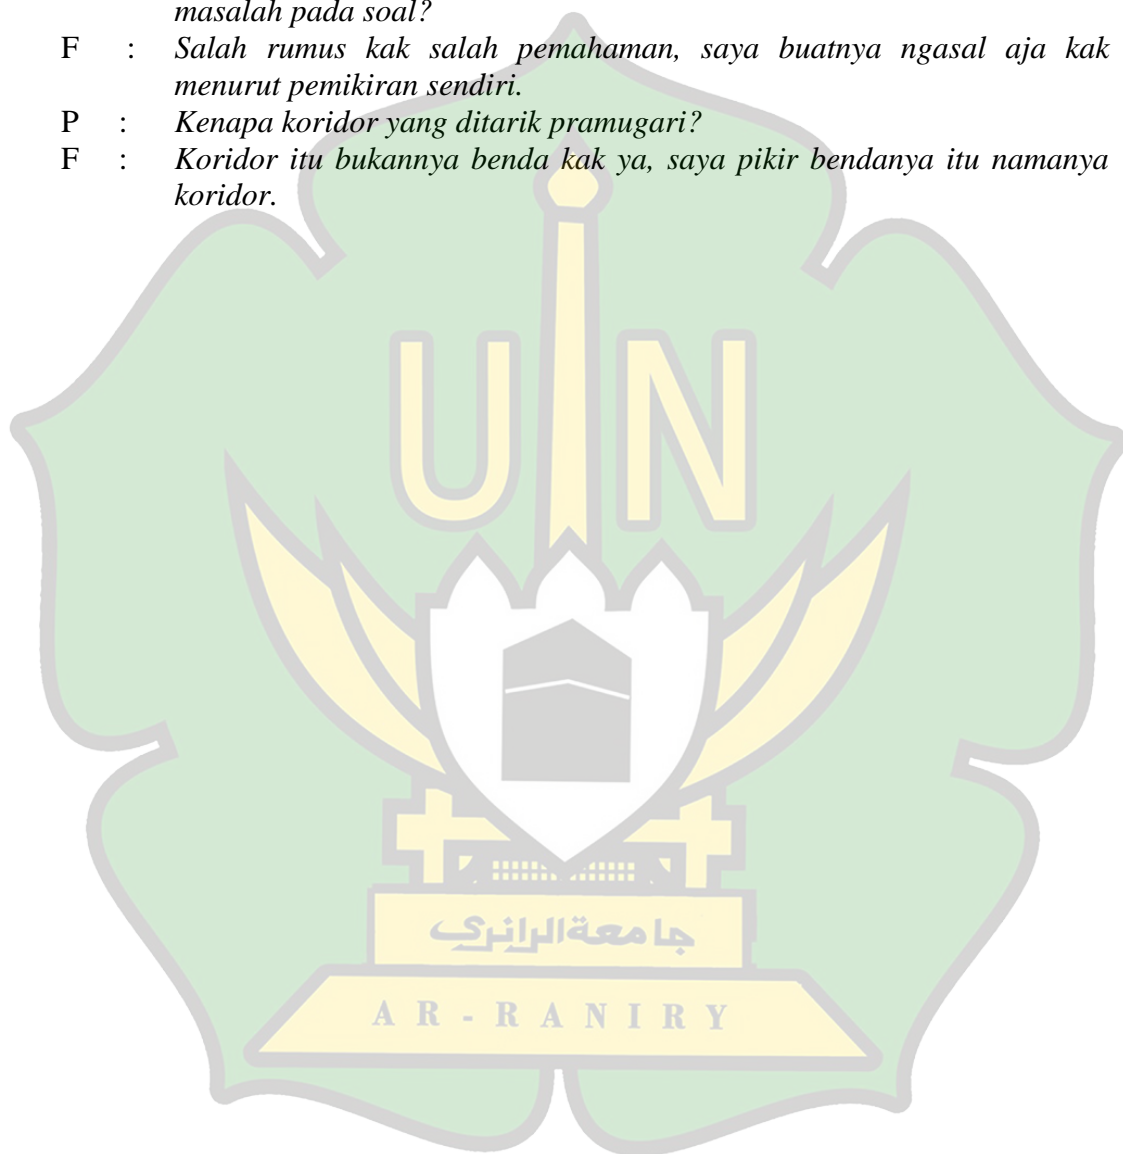 masalah pada soal?
F : Salah rumus kak salah pemahaman, saya buatnya ngasal aja kak
menurut pemikiran sendiri.
P : Kenapa koridor yang ditarik pramugari?
F : Koridor itu bukannya benda kak ya, saya pikir bendanya itu namanya
koridor.
UIN
جامعة الرانري
AR-RANIRY